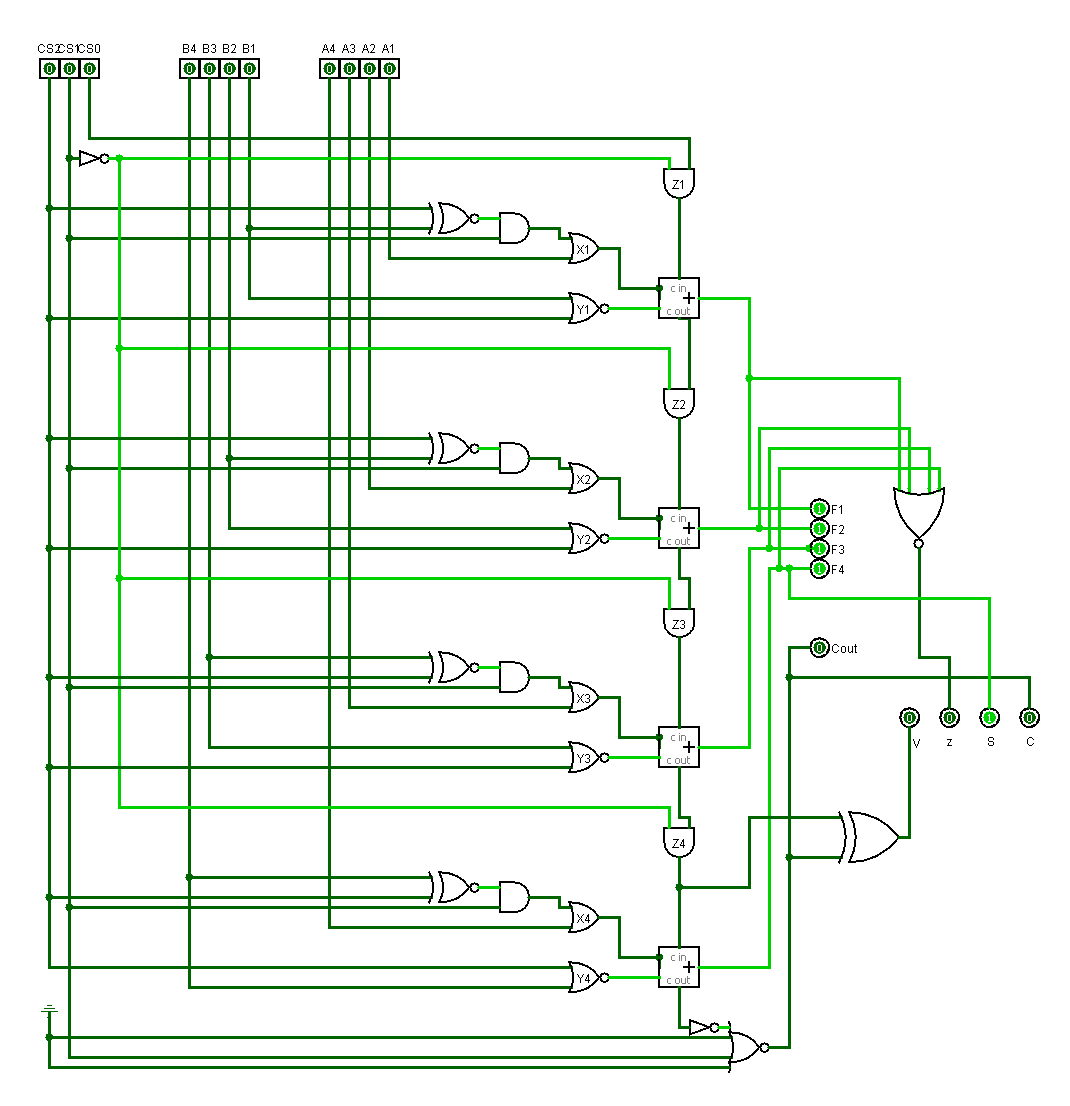 CS2 CS1 CS0 B4 B3 B2 B1 A4 A3 A2 A1
0 0 0 0 0 0 0 0 0 0 0
Z1
X1
c in
+
Y1
c out
Z2
X2
c in
1 F1
+
1 F2
Y2
c out
1 F3
1 F4
Z3
0 Cout
X3
0 0 1 0
c in
V z S C
+
Y3
c out
Z4
X4
c in
+
Y4
c out